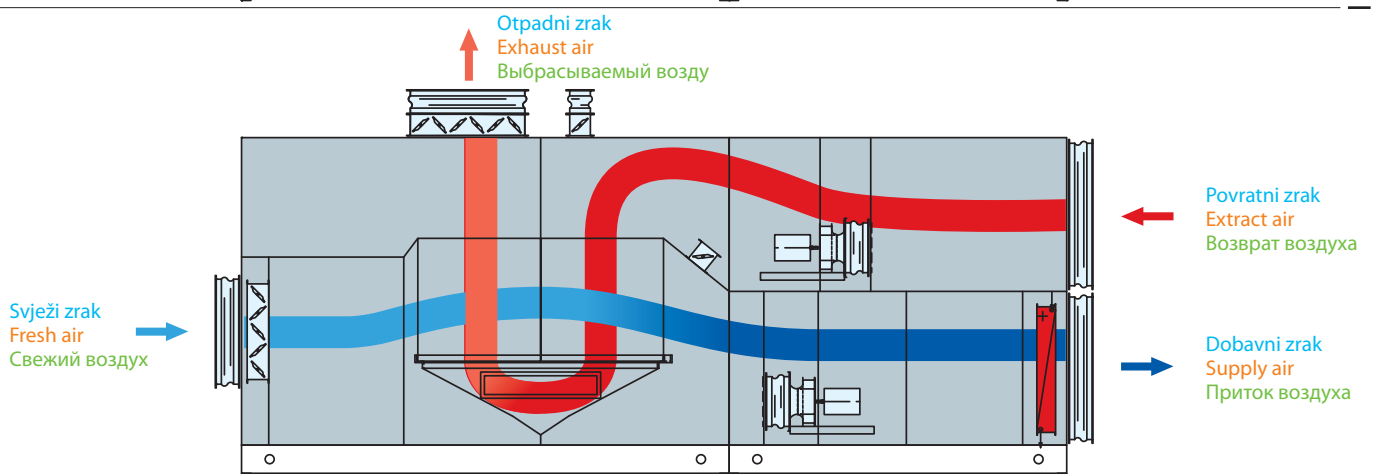 Otpadni zrak
Exhaust air
Выбрасываемый возду
Povratni zrak
Extract air
Возврат воздуха
Svježi zrak
Fresh air
Свежий воздух
Dobavni zrak
Supply air
Приток воздуха
+